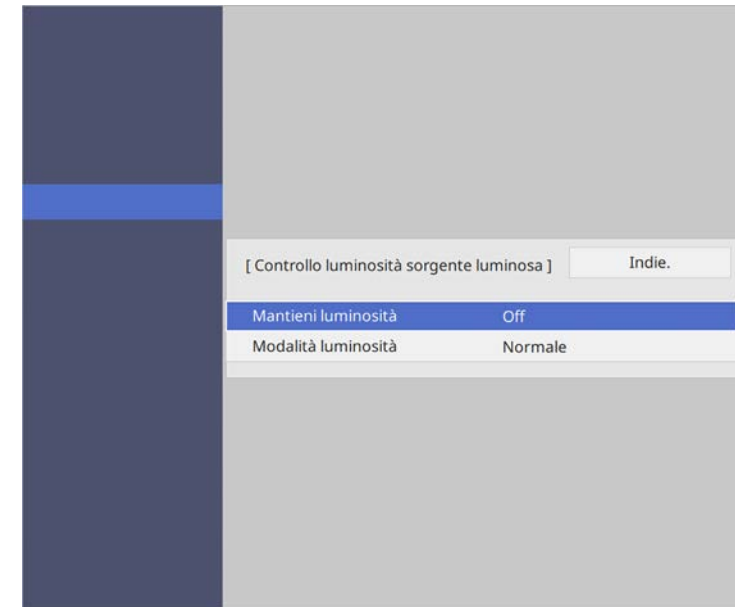 [ Controllo luminosità sorgente luminosa ] Indie.
Mantieni luminosità Off
Modalità luminosità Normale